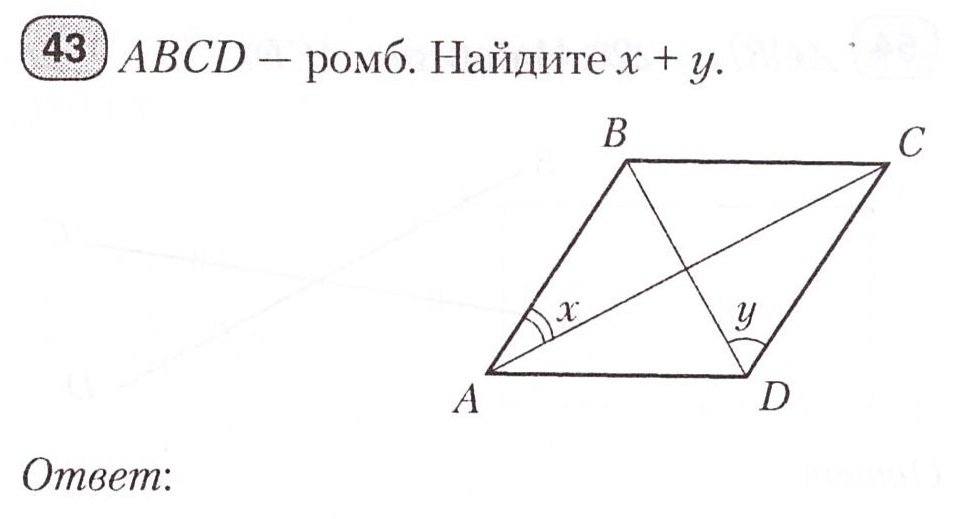 43 ABCD — ромб. Найдите x + y.
B
C
x
y
A
D
Ответ: